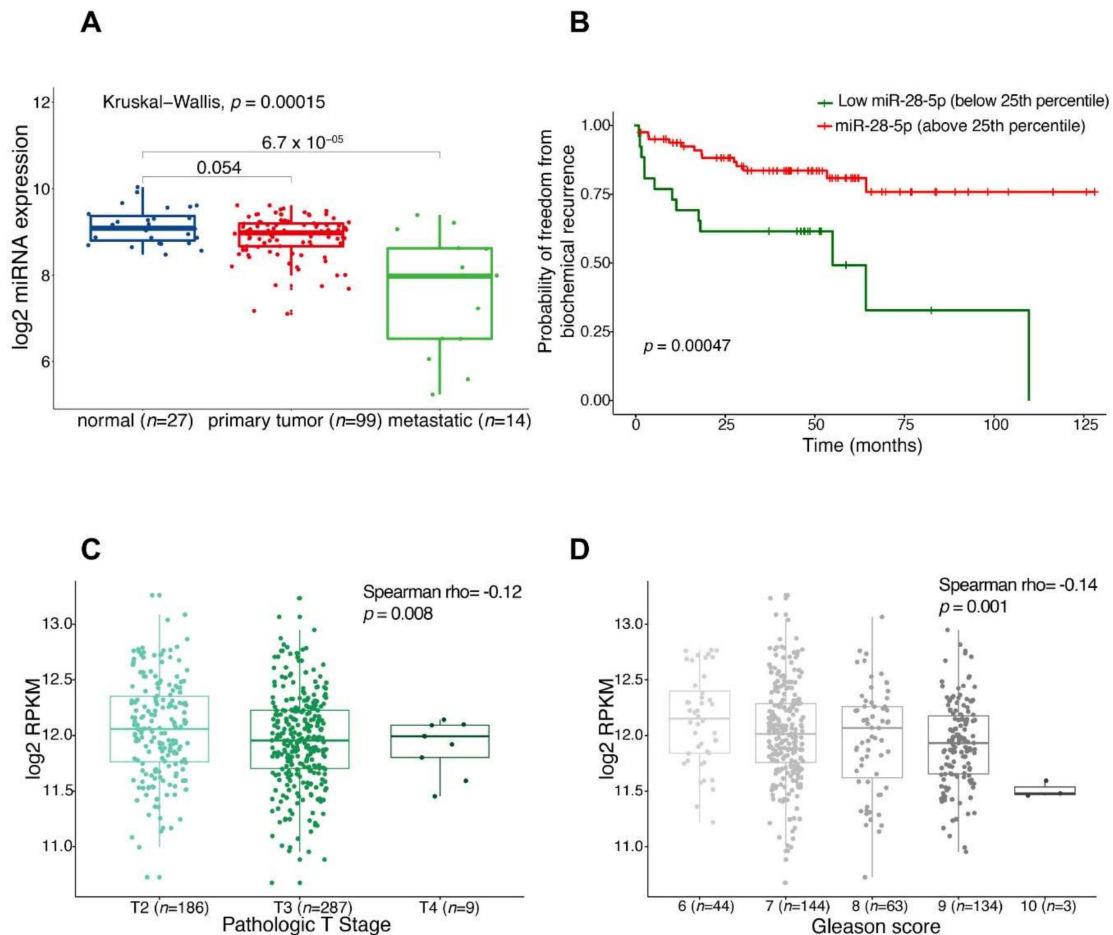 A
Kruskal–Wallis, p = 0.00015
6.7 x 10⁻⁰⁵
0.054
12
10
8
6
log2 miRNA expression
normal (n=27) primary tumor (n=99) metastatic (n=14)
B
Low miR-28-5p (below 25th percentile)
miR-28-5p (above 25th percentile)
1.00
0.75
0.50
0.25
0.00
Probability of freedom from
biochemical recurrence
p = 0.00047
0 25 50 75 100 125
Time (months)
C
Spearman rho= -0.12
p = 0.008
13.0
12.5
12.0
11.5
11.0
log2 RPKM
T2 (n=186) T3 (n=287) T4 (n=9)
Pathologic T Stage
D
Spearman rho= -0.14
p = 0.001
13.0
12.5
12.0
11.5
11.0
log2 RPKM
6 (n=44) 7 (n=144) 8 (n=63) 9 (n=134) 10 (n=3)
Gleason score